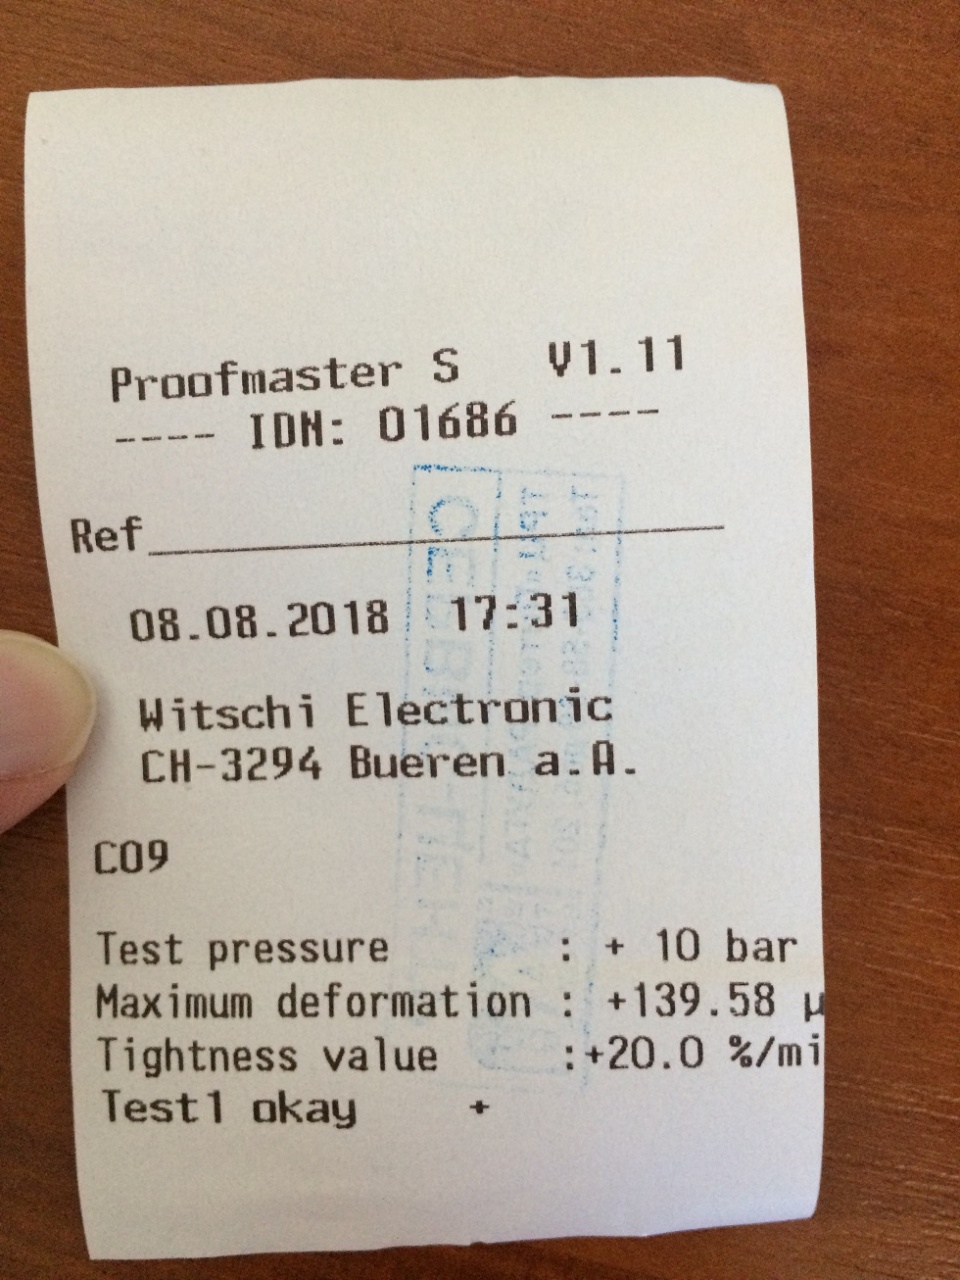 Proofmaster S V1.11
---- IDN: 01686 ----
Ref
08.08.2018 17:31
Witschi Electronic
CH-3294 Bueren a.A.
C09
Test pressure : + 10 bar
Maximum deformation : +139.58 µ
Tightness value :+20.0 %/mi
Test1 okay +